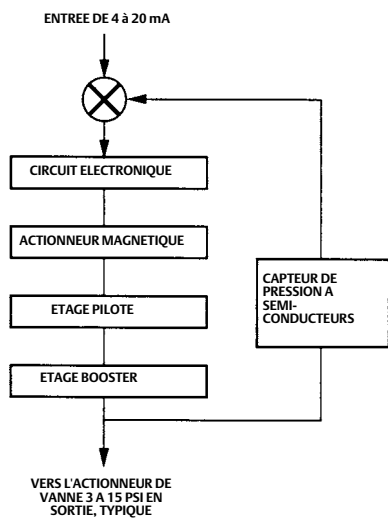 ENTREE DE 4 à 20 mA
CIRCUIT ELECTRONIQUE
ACTIONNEUR MAGNETIQUE
ETAGE PILOTE
ETAGE BOOSTER
CAPTEUR DE
PRESSION A
SEMI-
CONDUCTEURS
VERS L'ACTIONNEUR DE
VANNE 3 A 15 PSI EN
SORTIE, TYPIQUE